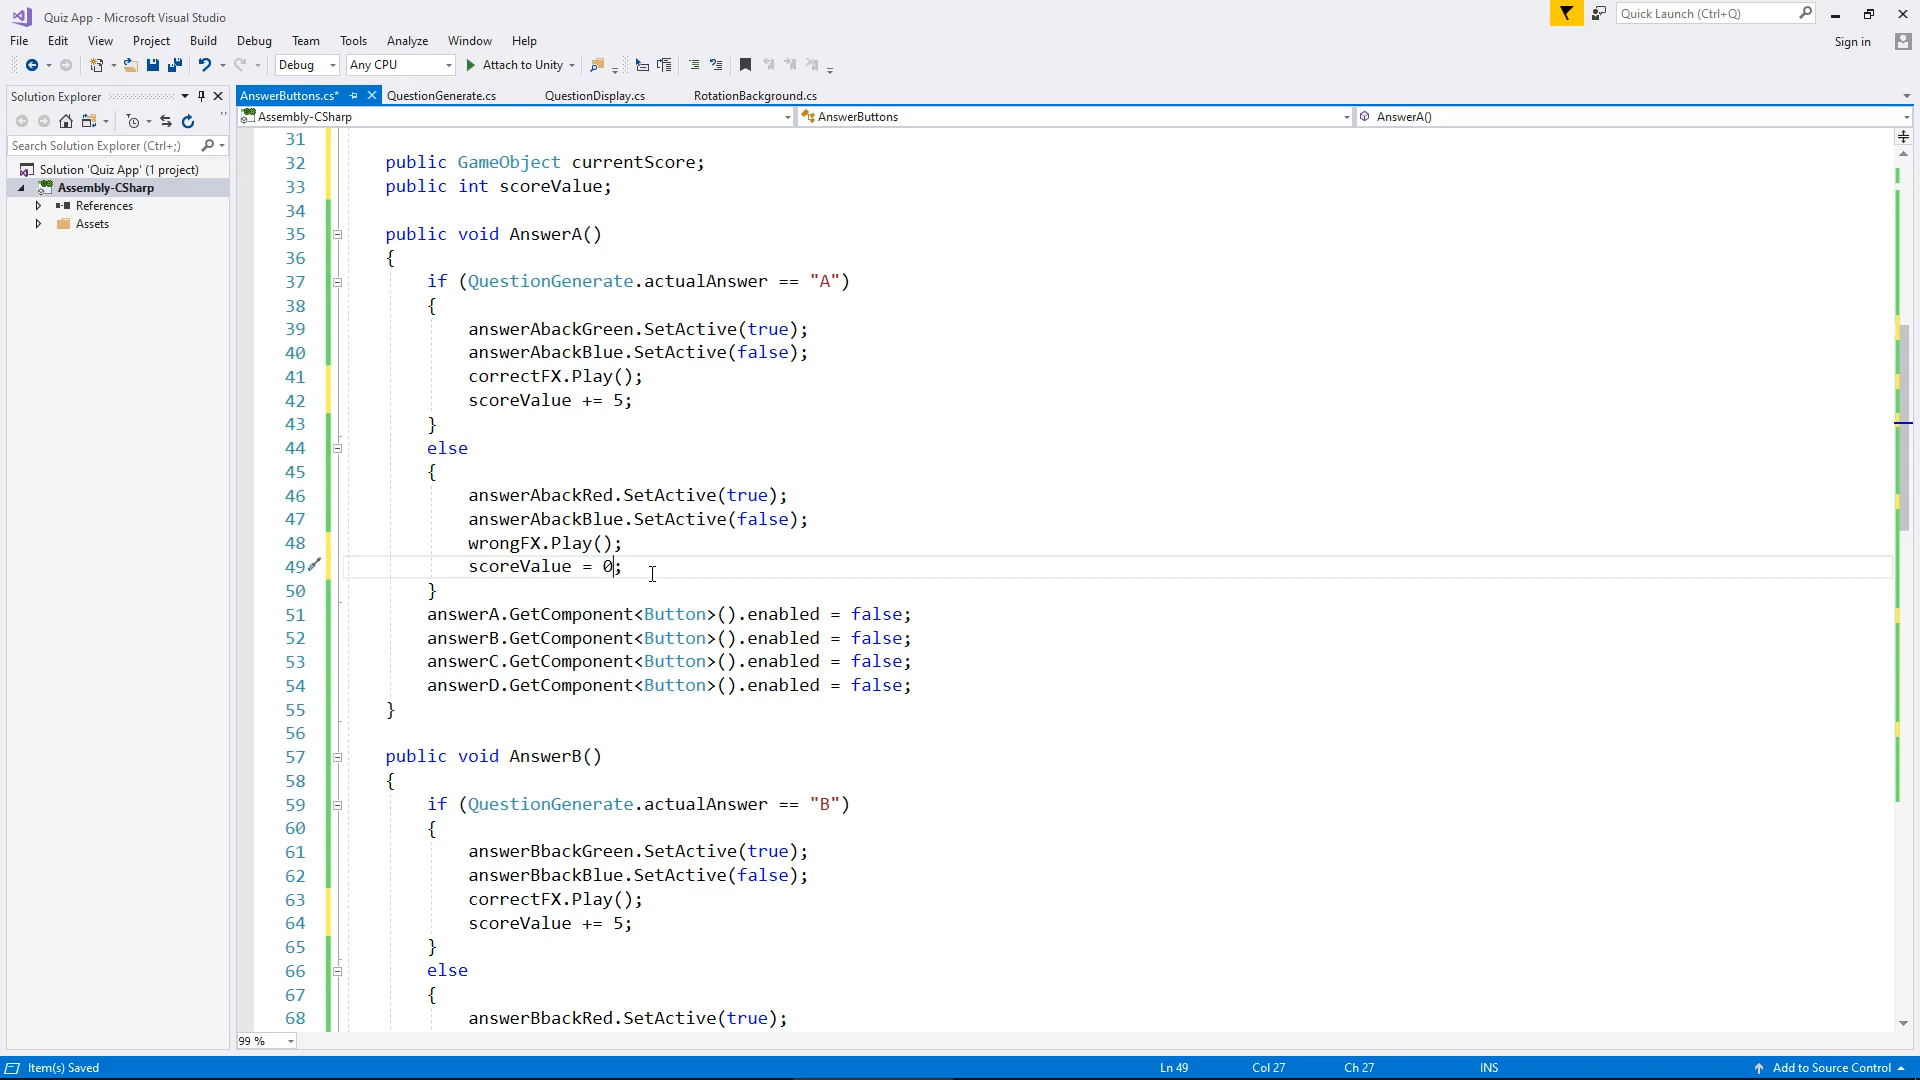 Quiz App - Microsoft Visual Studio
Quick Launch (Ctrl+Q)
File Edit View Project Build Debug Team Tools Analyze Window Help
Sign in
Debug Any CPU Attach to Unity
Solution Explorer
AnswerButtons.cs* QuestionGenerate.cs QuestionDisplay.cs RotationBackground.cs
Assembly-CSharp AnswerButtons AnswerA()
Search Solution Explorer (Ctrl+;)
Solution 'Quiz App' (1 project)
Assembly-CSharp
References
Assets
31
32 public GameObject currentScore;
33 public int scoreValue;
34
35 public void AnswerA()
36 {
37 if (QuestionGenerate.actualAnswer == "A")
38 {
39 answerAbackGreen.SetActive(true);
40 answerAbackBlue.SetActive(false);
41 correctFX.Play();
42 scoreValue += 5;
43 }
44 else
45 {
46 answerAbackRed.SetActive(true);
47 answerAbackBlue.SetActive(false);
48 wrongFX.Play();
49 scoreValue = 0;
50 }
51 answerA.GetComponent<Button>().enabled = false;
52 answerB.GetComponent<Button>().enabled = false;
53 answerC.GetComponent<Button>().enabled = false;
54 answerD.GetComponent<Button>().enabled = false;
55 }
56
57 public void AnswerB()
58 {
59 if (QuestionGenerate.actualAnswer == "B")
60 {
61 answerBbackGreen.SetActive(true);
62 answerBbackBlue.SetActive(false);
63 correctFX.Play();
64 scoreValue += 5;
65 }
66 else
67 {
68 answerBbackRed.SetActive(true);
99 %
Item(s) Saved Ln 49 Col 27 Ch 27 INS Add to Source Control